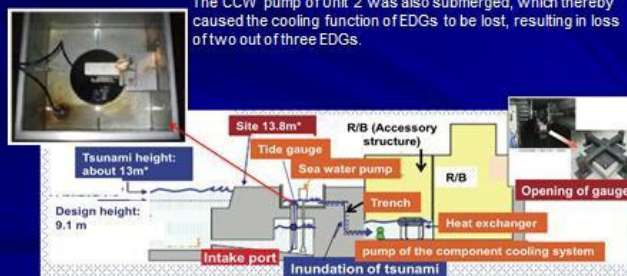 The CCW pump of Unit 2 was also submerged, which thereby
caused the cooling function of EDGs to be lost, resulting in loss
of two out of three EDGs.
Site 13.8m*
R/B (Accessory
structure)
Tsunami height:
about 13m*
Tide gauge
Sea water pump
R/B
Opening of gauge
Trench
Design height:
9.1 m
Heat exchanger
Intake port
pump of the component cooling system
Inundation of tsunami